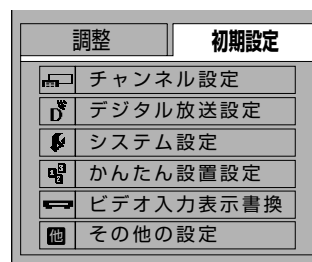 調整 初期設定
チャンネル設定
デジタル放送設定
システム設定
かんたん設置設定
ビデオ入力表示書換
他 その他の設定